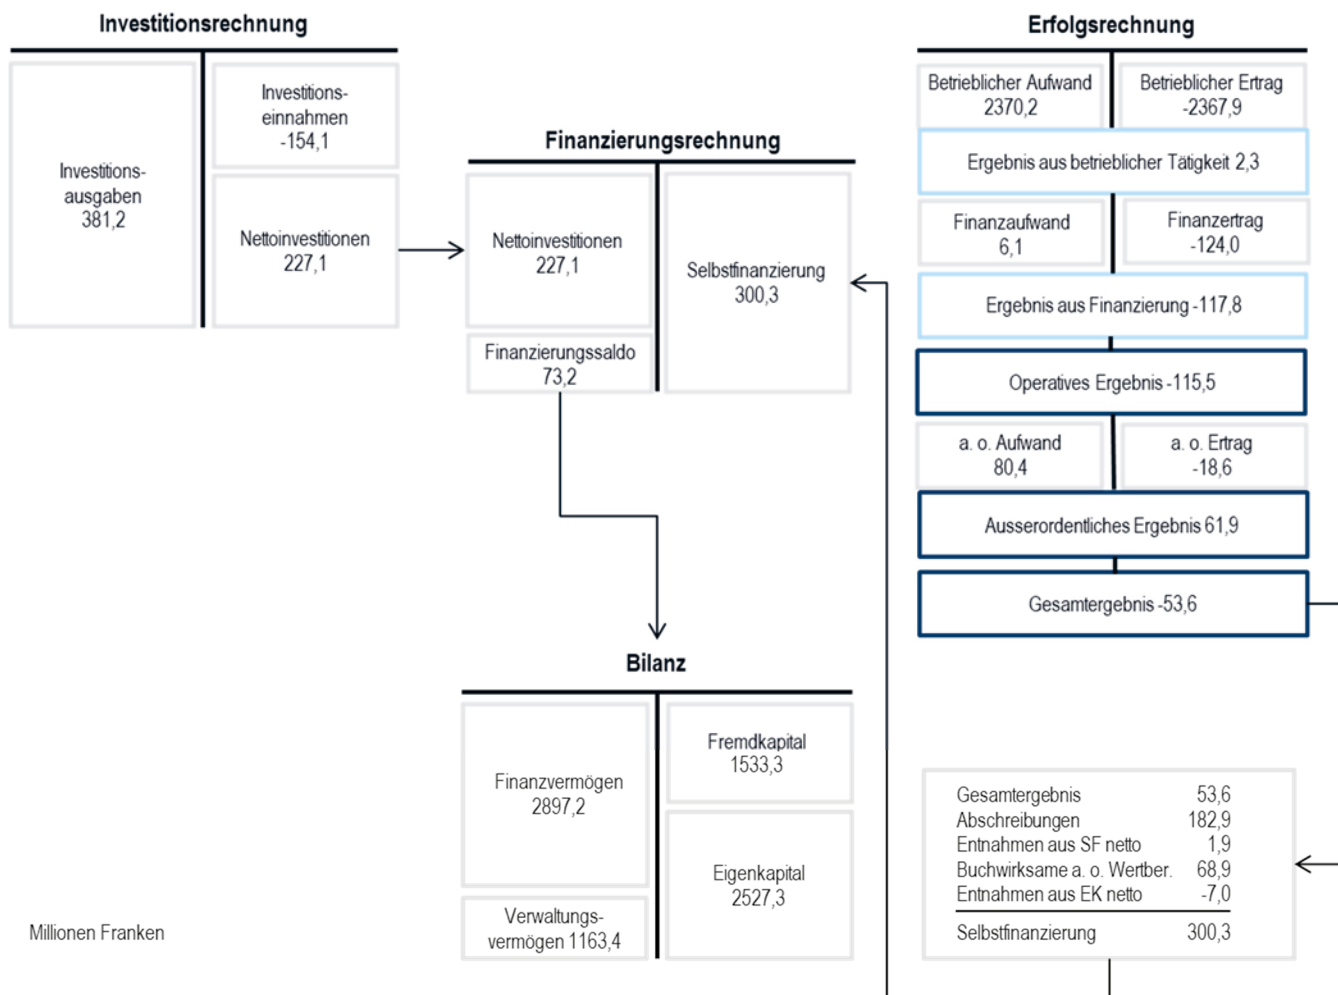 Investitionsrechnung
Investitions-
ausgaben
381,2
Investitions-
einnahmen
-154,1
Nettoinvestitionen
227,1
Finanzierungsrechnung
Nettoinvestitionen
227,1
Finanzierungssaldo
73,2
Selbstfinanzierung
300,3
Erfolgsrechnung
Betrieblicher Aufwand
2370,2
Betrieblicher Ertrag
-2367,9
Ergebnis aus betrieblicher Tätigkeit 2,3
Finanzaufwand
6,1
Finanzertrag
-124,0
Ergebnis aus Finanzierung -117,8
Operatives Ergebnis -115,5
a. o. Aufwand
80,4
a. o. Ertrag
-18,6
Ausserordentliches Ergebnis 61,9
Gesamtergebnis -53,6
Bilanz
Finanzvermögen
2897,2
Verwaltungs-
vermögen 1163,4
Fremdkapital
1533,3
Eigenkapital
2527,3
Gesamtergebnis 53,6
Abschreibungen 182,9
Entnahmen aus SF netto 1,9
Buchwirksame a. o. Wertber. 68,9
Entnahmen aus EK netto -7,0
Selbstfinanzierung 300,3
Millionen Franken